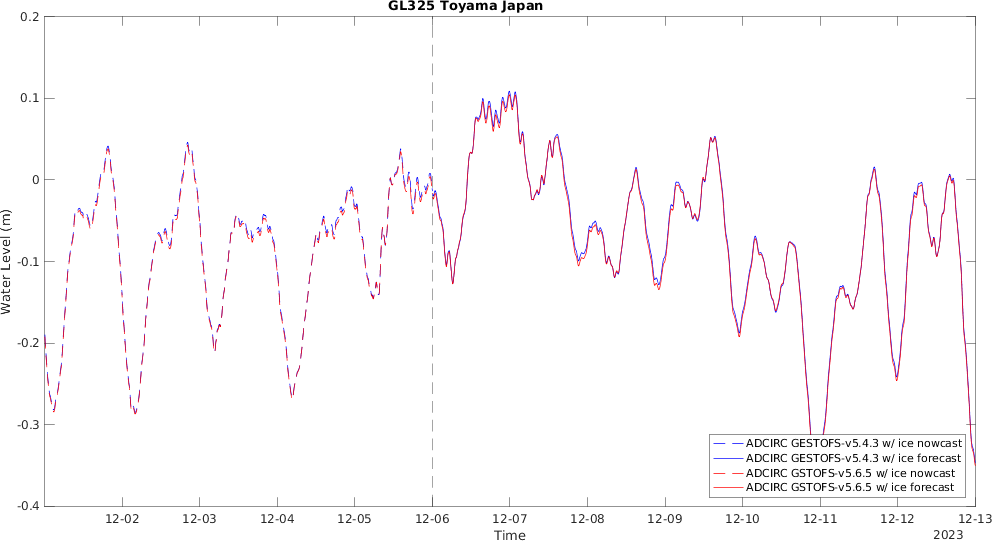 GL325 Toyama Japan
0.2
0.1
0
-0.1
-0.2
-0.3
-0.4
Water Level (m)
ADCIRC GESTOFS-v5.4.3 w/ ice nowcast
ADCIRC GESTOFS-v5.4.3 w/ ice forecast
ADCIRC GSTOFS-v5.6.5 w/ ice nowcast
ADCIRC GSTOFS-v5.6.5 w/ ice forecast
12-02 12-03 12-04 12-05 12-06 12-07 12-08 12-09 12-10 12-11 12-12 12-13
Time
2023